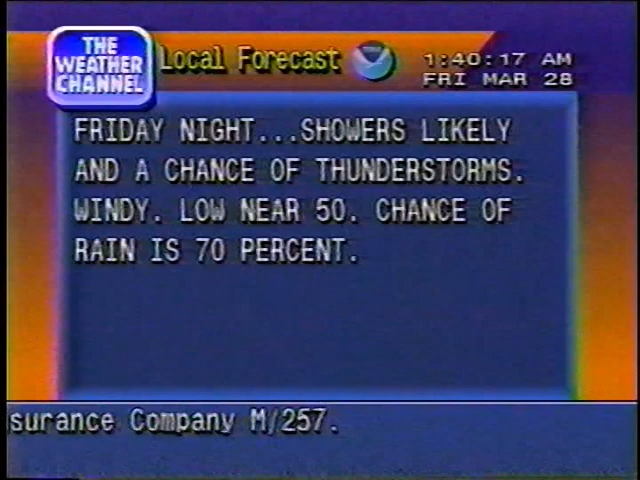 THE
WEATHER
CHANNEL
Local Forecast
1:40:17 AM
FRI MAR 28
FRIDAY NIGHT...SHOWERS LIKELY
AND A CHANCE OF THUNDERSTORMS.
WINDY. LOW NEAR 50. CHANCE OF
RAIN IS 70 PERCENT.
surance Company M/257.